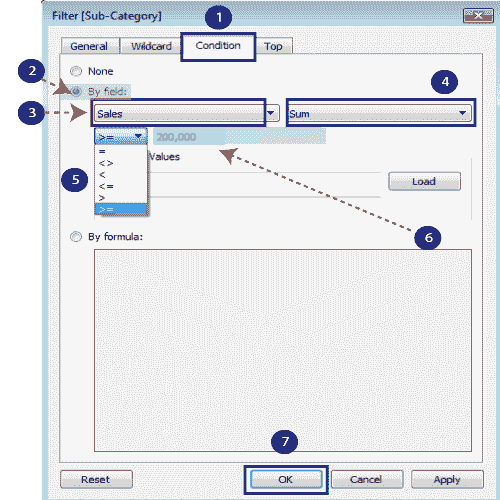 Filter [Sub-Category]
1
General Wildcard Condition Top
2
None
By field:
4
3
Sales Sum
>= 200,000
=
Values
<>
5
<
Load
<=
>
>=
6
By formula:
7
Reset OK Cancel Apply